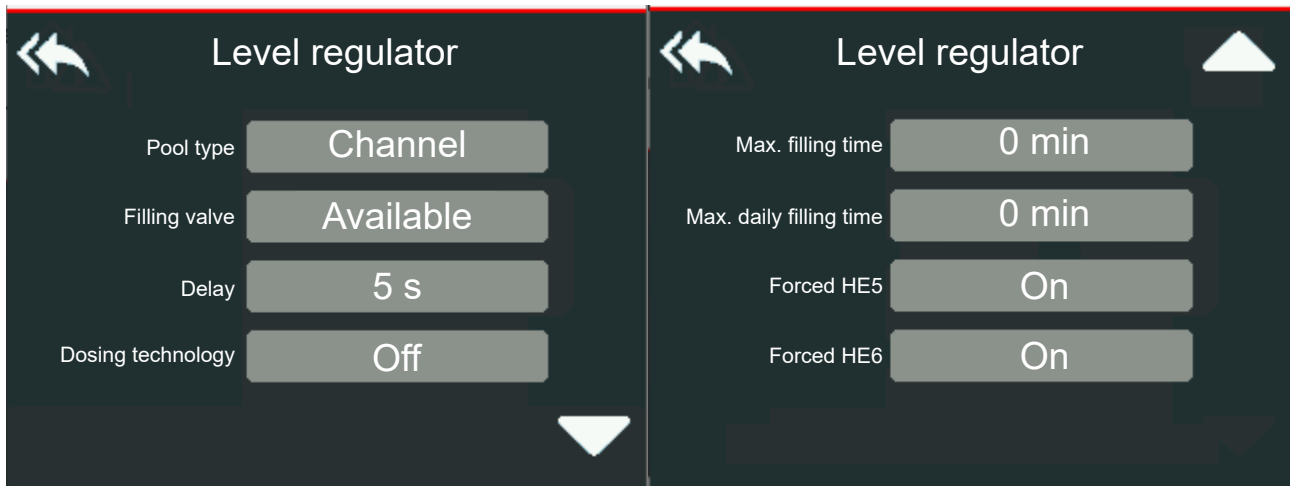 Level regulator
Pool type Channel
Filling valve Available
Delay 5 s
Dosing technology Off
Level regulator
Max. filling time 0 min
Max. daily filling time 0 min
Forced HE5 On
Forced HE6 On